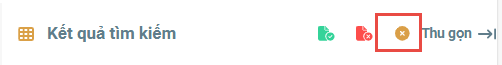 Kết quả tìm kiếm Thu gọn